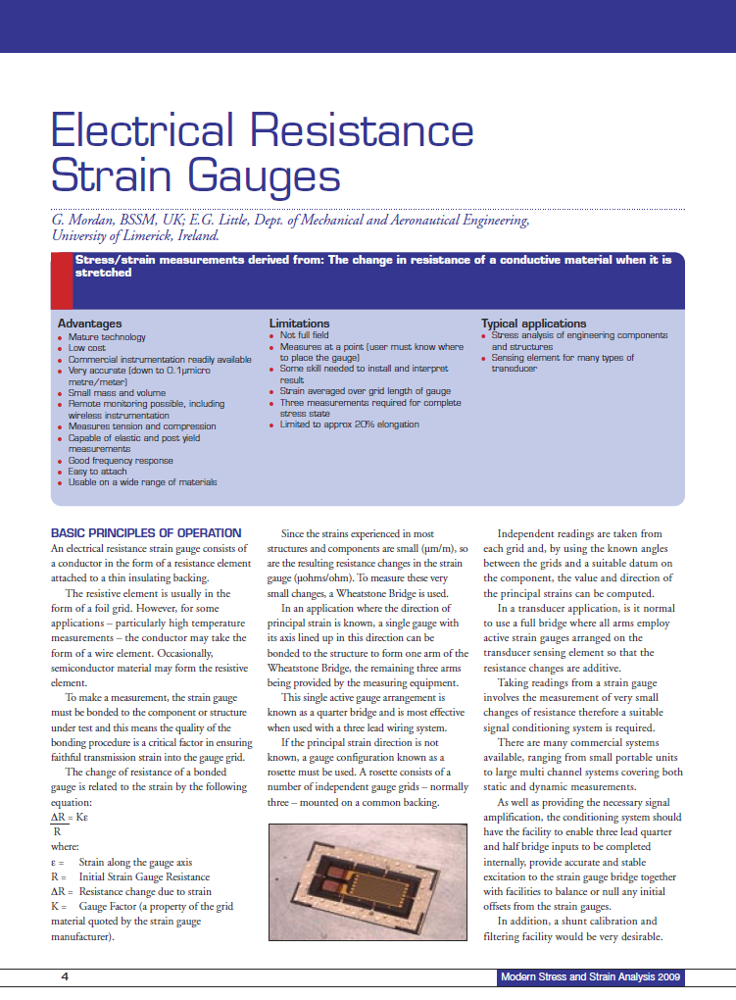 Electrical Resistance
Strain Gauges
G. Mordan, BSSM, UK; E.G. Little, Dept. of Mechanical and Aeronautical Engineering,
University of Limerick, Ireland.
Stress/strain measurements derived from: The change in resistance of a conductive material when it is
stretched
Advantages
• Mature technology
• Low cost
• Commercial instrumentation readily available
• Very accurate (down to 0.1µmicro
metre/meter)
• Small mass and volume
• Remote monitoring possible, including
wireless instrumentation
• Measures tension and compression
• Capable of elastic and post yield
measurements
• Good frequency response
• Easy to attach
• Usable on a wide range of materials
Limitations
• Not full field
• Measures at a point (user must know where
to place the gauge)
• Some skill needed to install and interpret
result
• Strain averaged over grid length of gauge
• Three measurements required for complete
stress state
• Limited to approx 20% elongation
Typical applications
• Stress analysis of engineering components
and structures
• Sensing element for many types of
transducer
BASIC PRINCIPLES OF OPERATION
An electrical resistance strain gauge consists of
a conductor in the form of a resistance element
attached to a thin insulating backing.
The resistive element is usually in the
form of a foil grid. However, for some
applications – particularly high temperature
measurements – the conductor may take the
form of a wire element. Occasionally,
semiconductor material may form the resistive
element.
To make a measurement, the strain gauge
must be bonded to the component or structure
under test and this means the quality of the
bonding procedure is a critical factor in ensuring
faithful transmission strain into the gauge grid.
The change of resistance of a bonded
gauge is related to the strain by the following
equation:
ΔR = Kε
R
where:
ε = Strain along the gauge axis
R = Initial Strain Gauge Resistance
ΔR = Resistance change due to strain
K = Gauge Factor (a property of the grid
material quoted by the strain gauge
manufacturer).
Since the strains experienced in most
structures and components are small (µm/m), so
are the resulting resistance changes in the strain
gauge (µohms/ohm). To measure these very
small changes, a Wheatstone Bridge is used.
In an application where the direction of
principal strain is known, a single gauge with
its axis lined up in this direction can be
bonded to the structure to form one arm of the
Wheatstone Bridge, the remaining three arms
being provided by the measuring equipment.
This single active gauge arrangement is
known as a quarter bridge and is most effective
when used with a three lead wiring system.
If the principal strain direction is not
known, a gauge configuration known as a
rosette must be used. A rosette consists of a
number of independent gauge grids – normally
three – mounted on a common backing.
Independent readings are taken from
each grid and, by using the known angles
between the grids and a suitable datum on
the component, the value and direction of
the principal strains can be computed.
In a transducer application, is it normal
to use a full bridge where all arms employ
active strain gauges arranged on the
transducer sensing element so that the
resistance changes are additive.
Taking readings from a strain gauge
involves the measurement of very small
changes of resistance therefore a suitable
signal conditioning system is required.
There are many commercial systems
available, ranging from small portable units
to large multi channel systems covering both
static and dynamic measurements.
As well as providing the necessary signal
amplification, the conditioning system should
have the facility to enable three lead quarter
and half bridge inputs to be completed
internally, provide accurate and stable
excitation to the strain gauge bridge together
with facilities to balance or null any initial
offsets from the strain gauges.
In addition, a shunt calibration and
filtering facility would be very desirable.
4
Modern Stress and Strain Analysis 2009